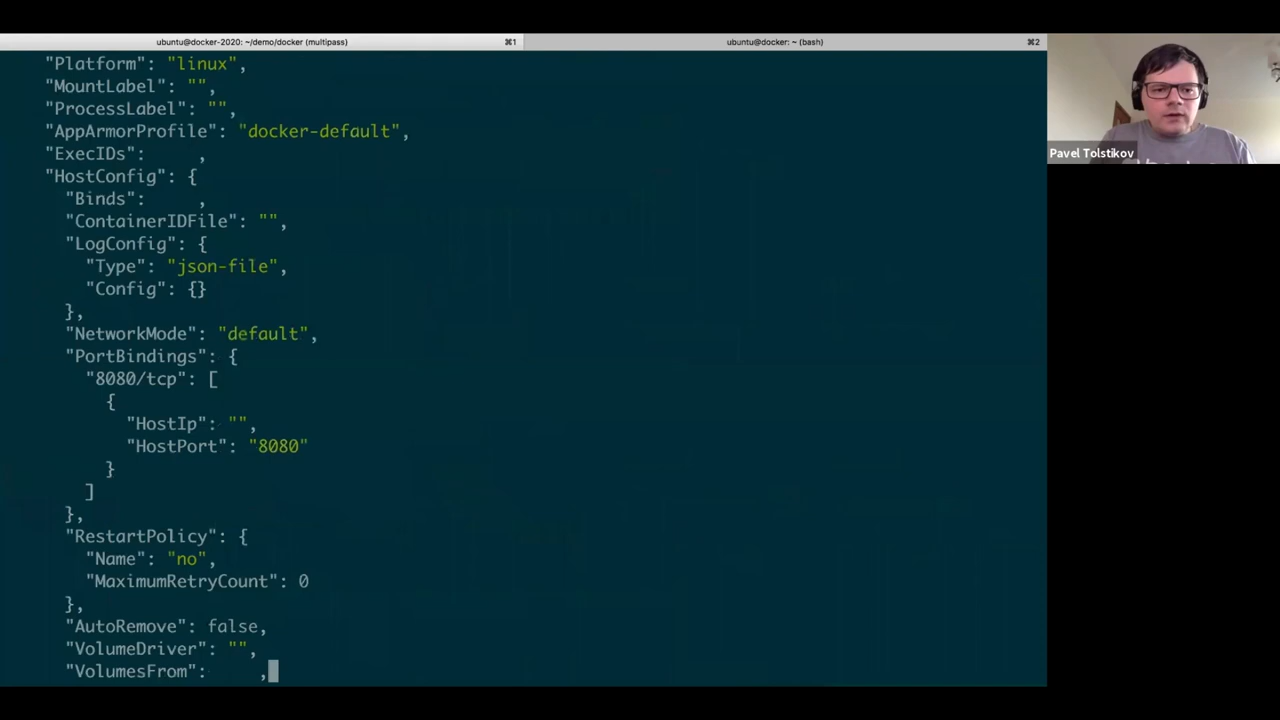 ubuntu@docker-2020: ~/demo/docker (multipass) ⌘1 ubuntu@docker: ~ (bash) ⌘2
"Platform": "linux",
"MountLabel": "",
"ProcessLabel": "",
"AppArmorProfile": "docker-default",
"ExecIDs": ,
"HostConfig": {
"Binds": ,
"ContainerIDFile": "",
"LogConfig": {
"Type": "json-file",
"Config": {}
},
"NetworkMode": "default",
"PortBindings": {
"8080/tcp": [
{
"HostIp": "",
"HostPort": "8080"
}
]
},
"RestartPolicy": {
"Name": "no",
"MaximumRetryCount": 0
},
"AutoRemove": false,
"VolumeDriver": "",
"VolumesFrom": ,
Pavel Tolstikov